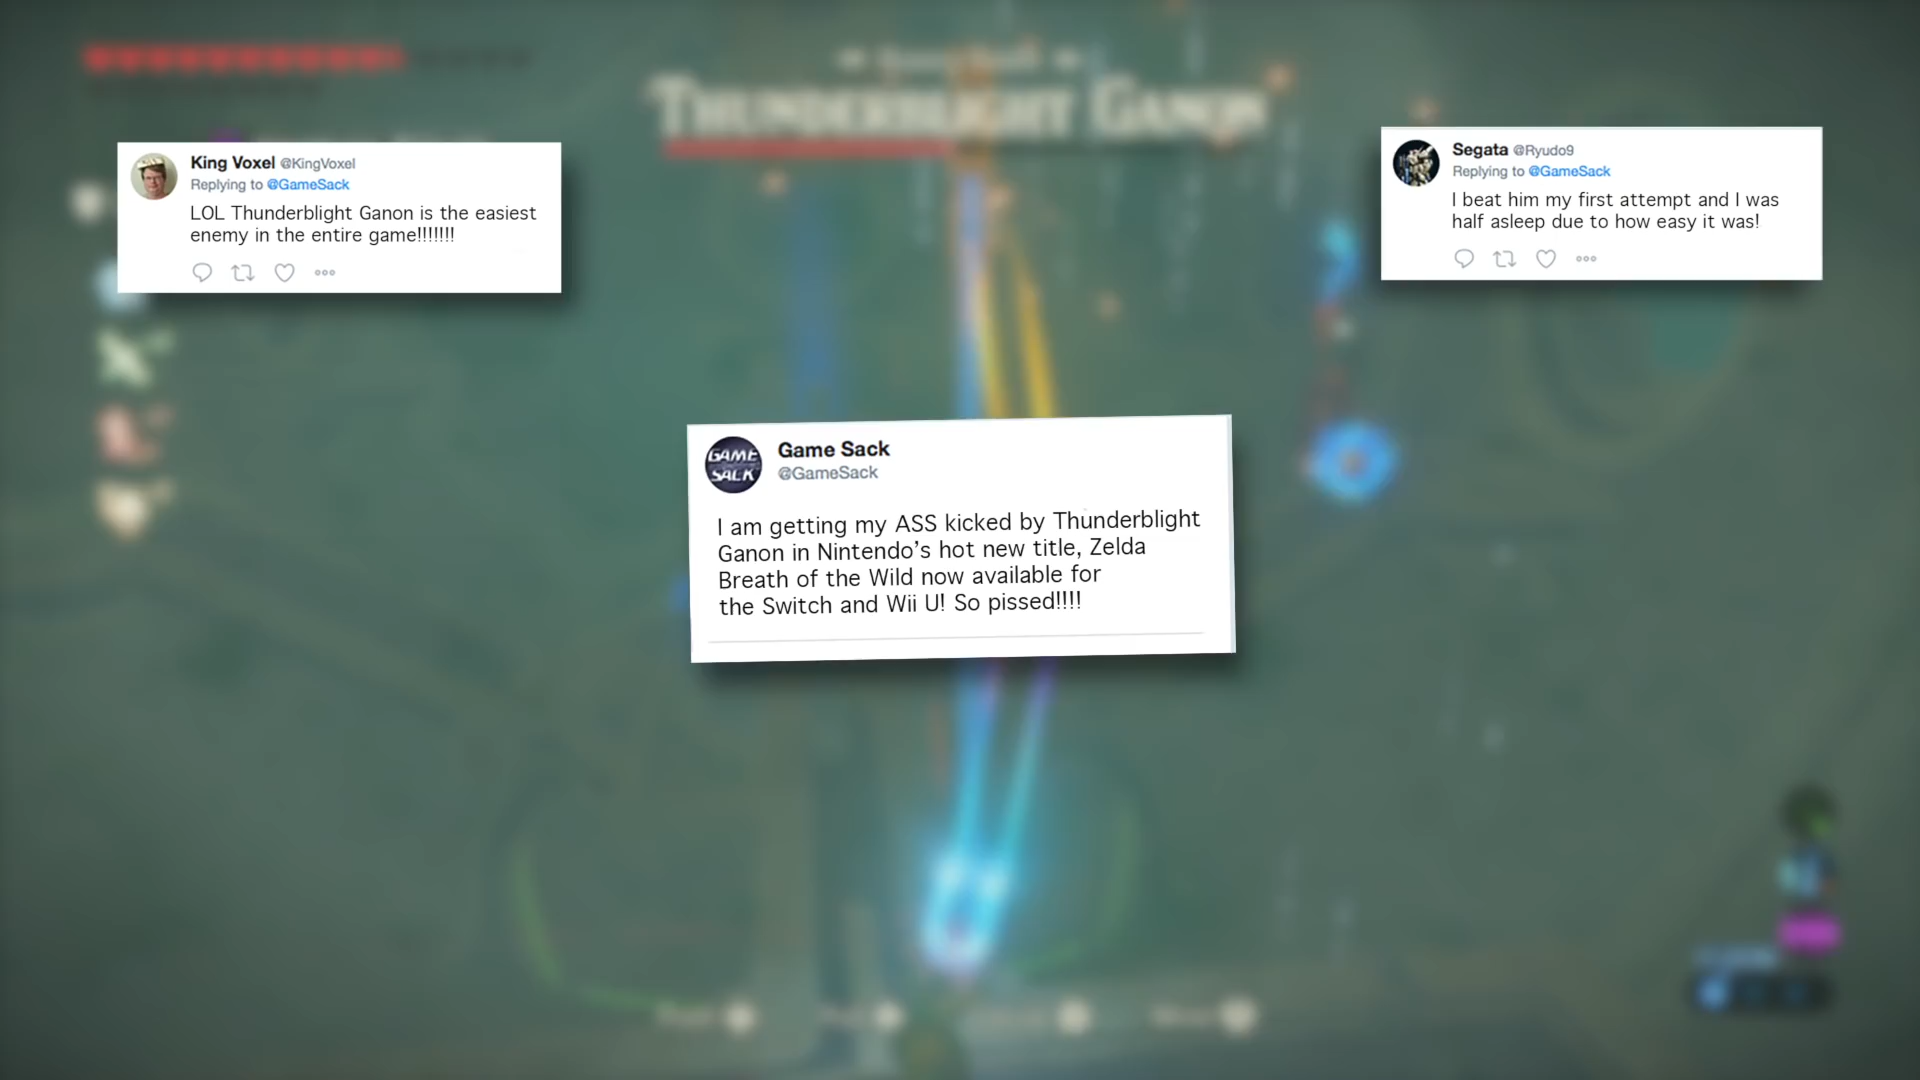 THUNDERBLIGHT GANON
King Voxel @KingVoxel
Replying to @GameSack
LOL Thunderblight Ganon is the easiest
enemy in the entire game!!!!!!!
Segata @Ryudo9
Replying to @GameSack
I beat him my first attempt and I was
half asleep due to how easy it was!
GAME
SACK
Game Sack
@GameSack
I am getting my ASS kicked by Thunderblight
Ganon in Nintendo’s hot new title, Zelda
Breath of the Wild now available for
the Switch and Wii U! So pissed!!!!